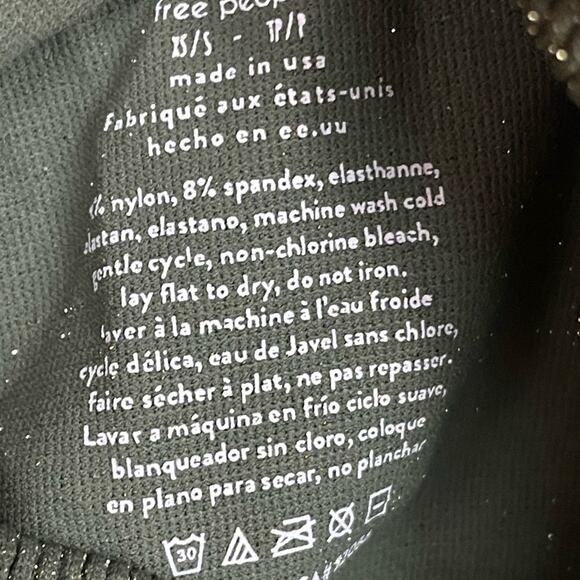 free
XS/S - TP/P
made in usa
fabriqué aux états-unis
hecho en ee.uu
% nylon, 8% spandex, elasthanne,
elastan, elastano, machine wash cold
gentle cycle, non-chlorine bleach,
lay flat to dry, do not iron.
laver à la machine à l'eau froide
cycle délica, eau de Javel sans chlore,
faire sécher à plat, ne pas repasser.
Lavar a máquina en frío ciclo suave,
blanqueador sin cloro, coloque
en plano para secar, no planchar
30